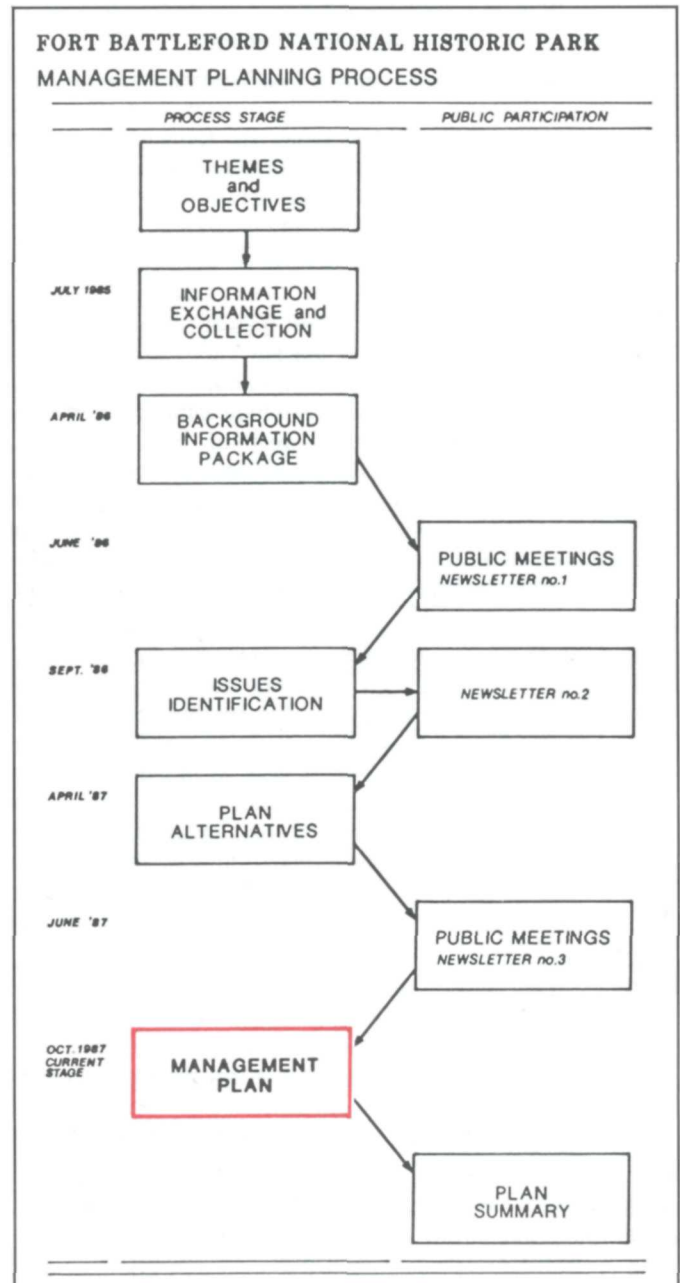 FORT BATTLEFORD NATIONAL HISTORIC PARK
MANAGEMENT PLANNING PROCESS
PROCESS STAGE
PUBLIC PARTICIPATION
THEMES
and
OBJECTIVES
JULY 1985
INFORMATION
EXCHANGE and
COLLECTION
APRIL '86
BACKGROUND
INFORMATION
PACKAGE
JUNE '86
PUBLIC MEETINGS
NEWSLETTER no.1
SEPT. '86
ISSUES
IDENTIFICATION
NEWSLETTER no.2
APRIL '87
PLAN
ALTERNATIVES
JUNE '87
PUBLIC MEETINGS
NEWSLETTER no.3
OCT. 1987
CURRENT
STAGE
MANAGEMENT
PLAN
PLAN
SUMMARY